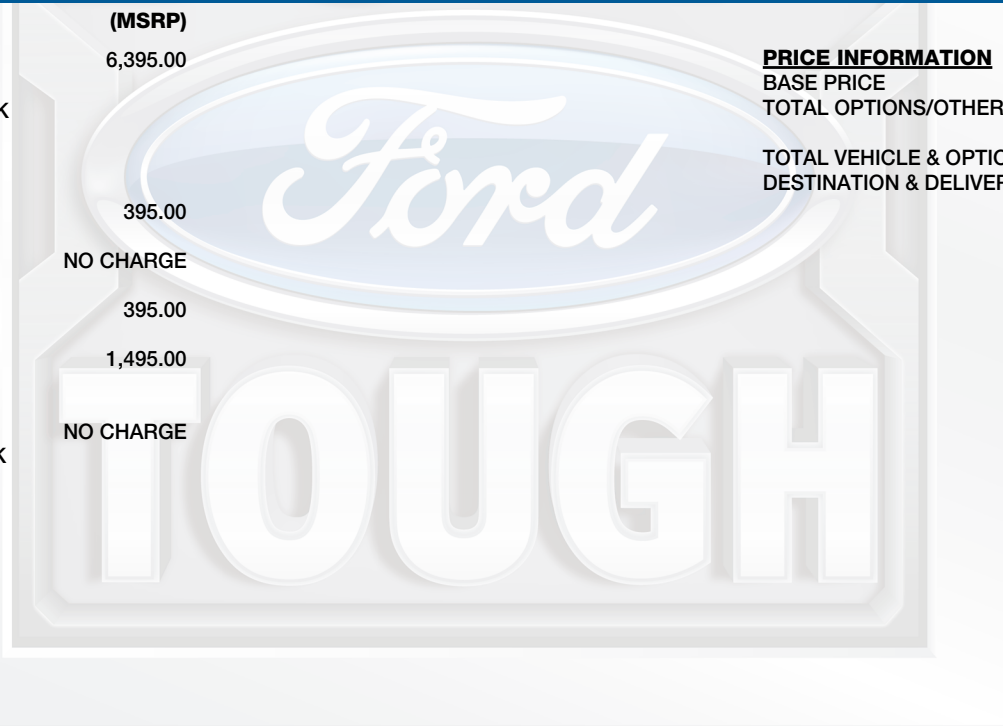 (MSRP)
6,395.00
K
395.00
NO CHARGE
395.00
1,495.00
NO CHARGE
K
PRICE INFORMATION
BASE PRICE
TOTAL OPTIONS/OTHER
TOTAL VEHICLE & OPTIO
DESTINATION & DELIVER
Ford
TOUGH